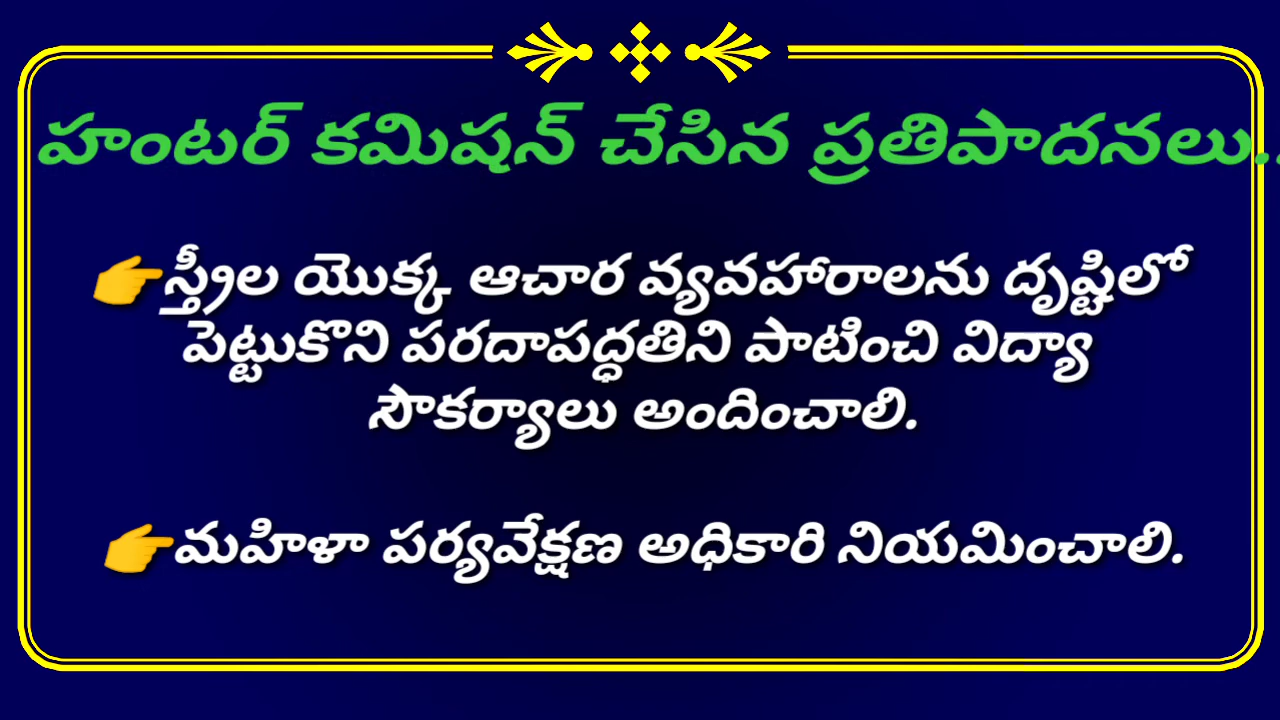 హంటర్ కమిషన్ చేసిన ప్రతిపాదనలు..
👉స్త్రీల యొక్క ఆచార వ్యవహారాలను దృష్టిలో
పెట్టుకొని పరదాపద్ధతిని పాటించి విద్యా
సౌకర్యాలు అందించాలి.
👉మహిళా పర్యవేక్షణ అధికారి నియమించాలి.